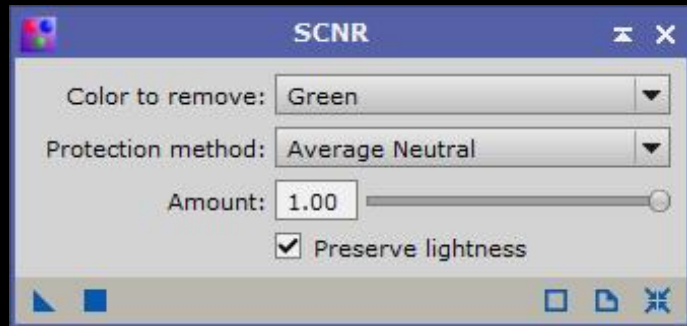 SCNR
Color to remove: Green
Protection method: Average Neutral
Amount: 1.00
Preserve lightness